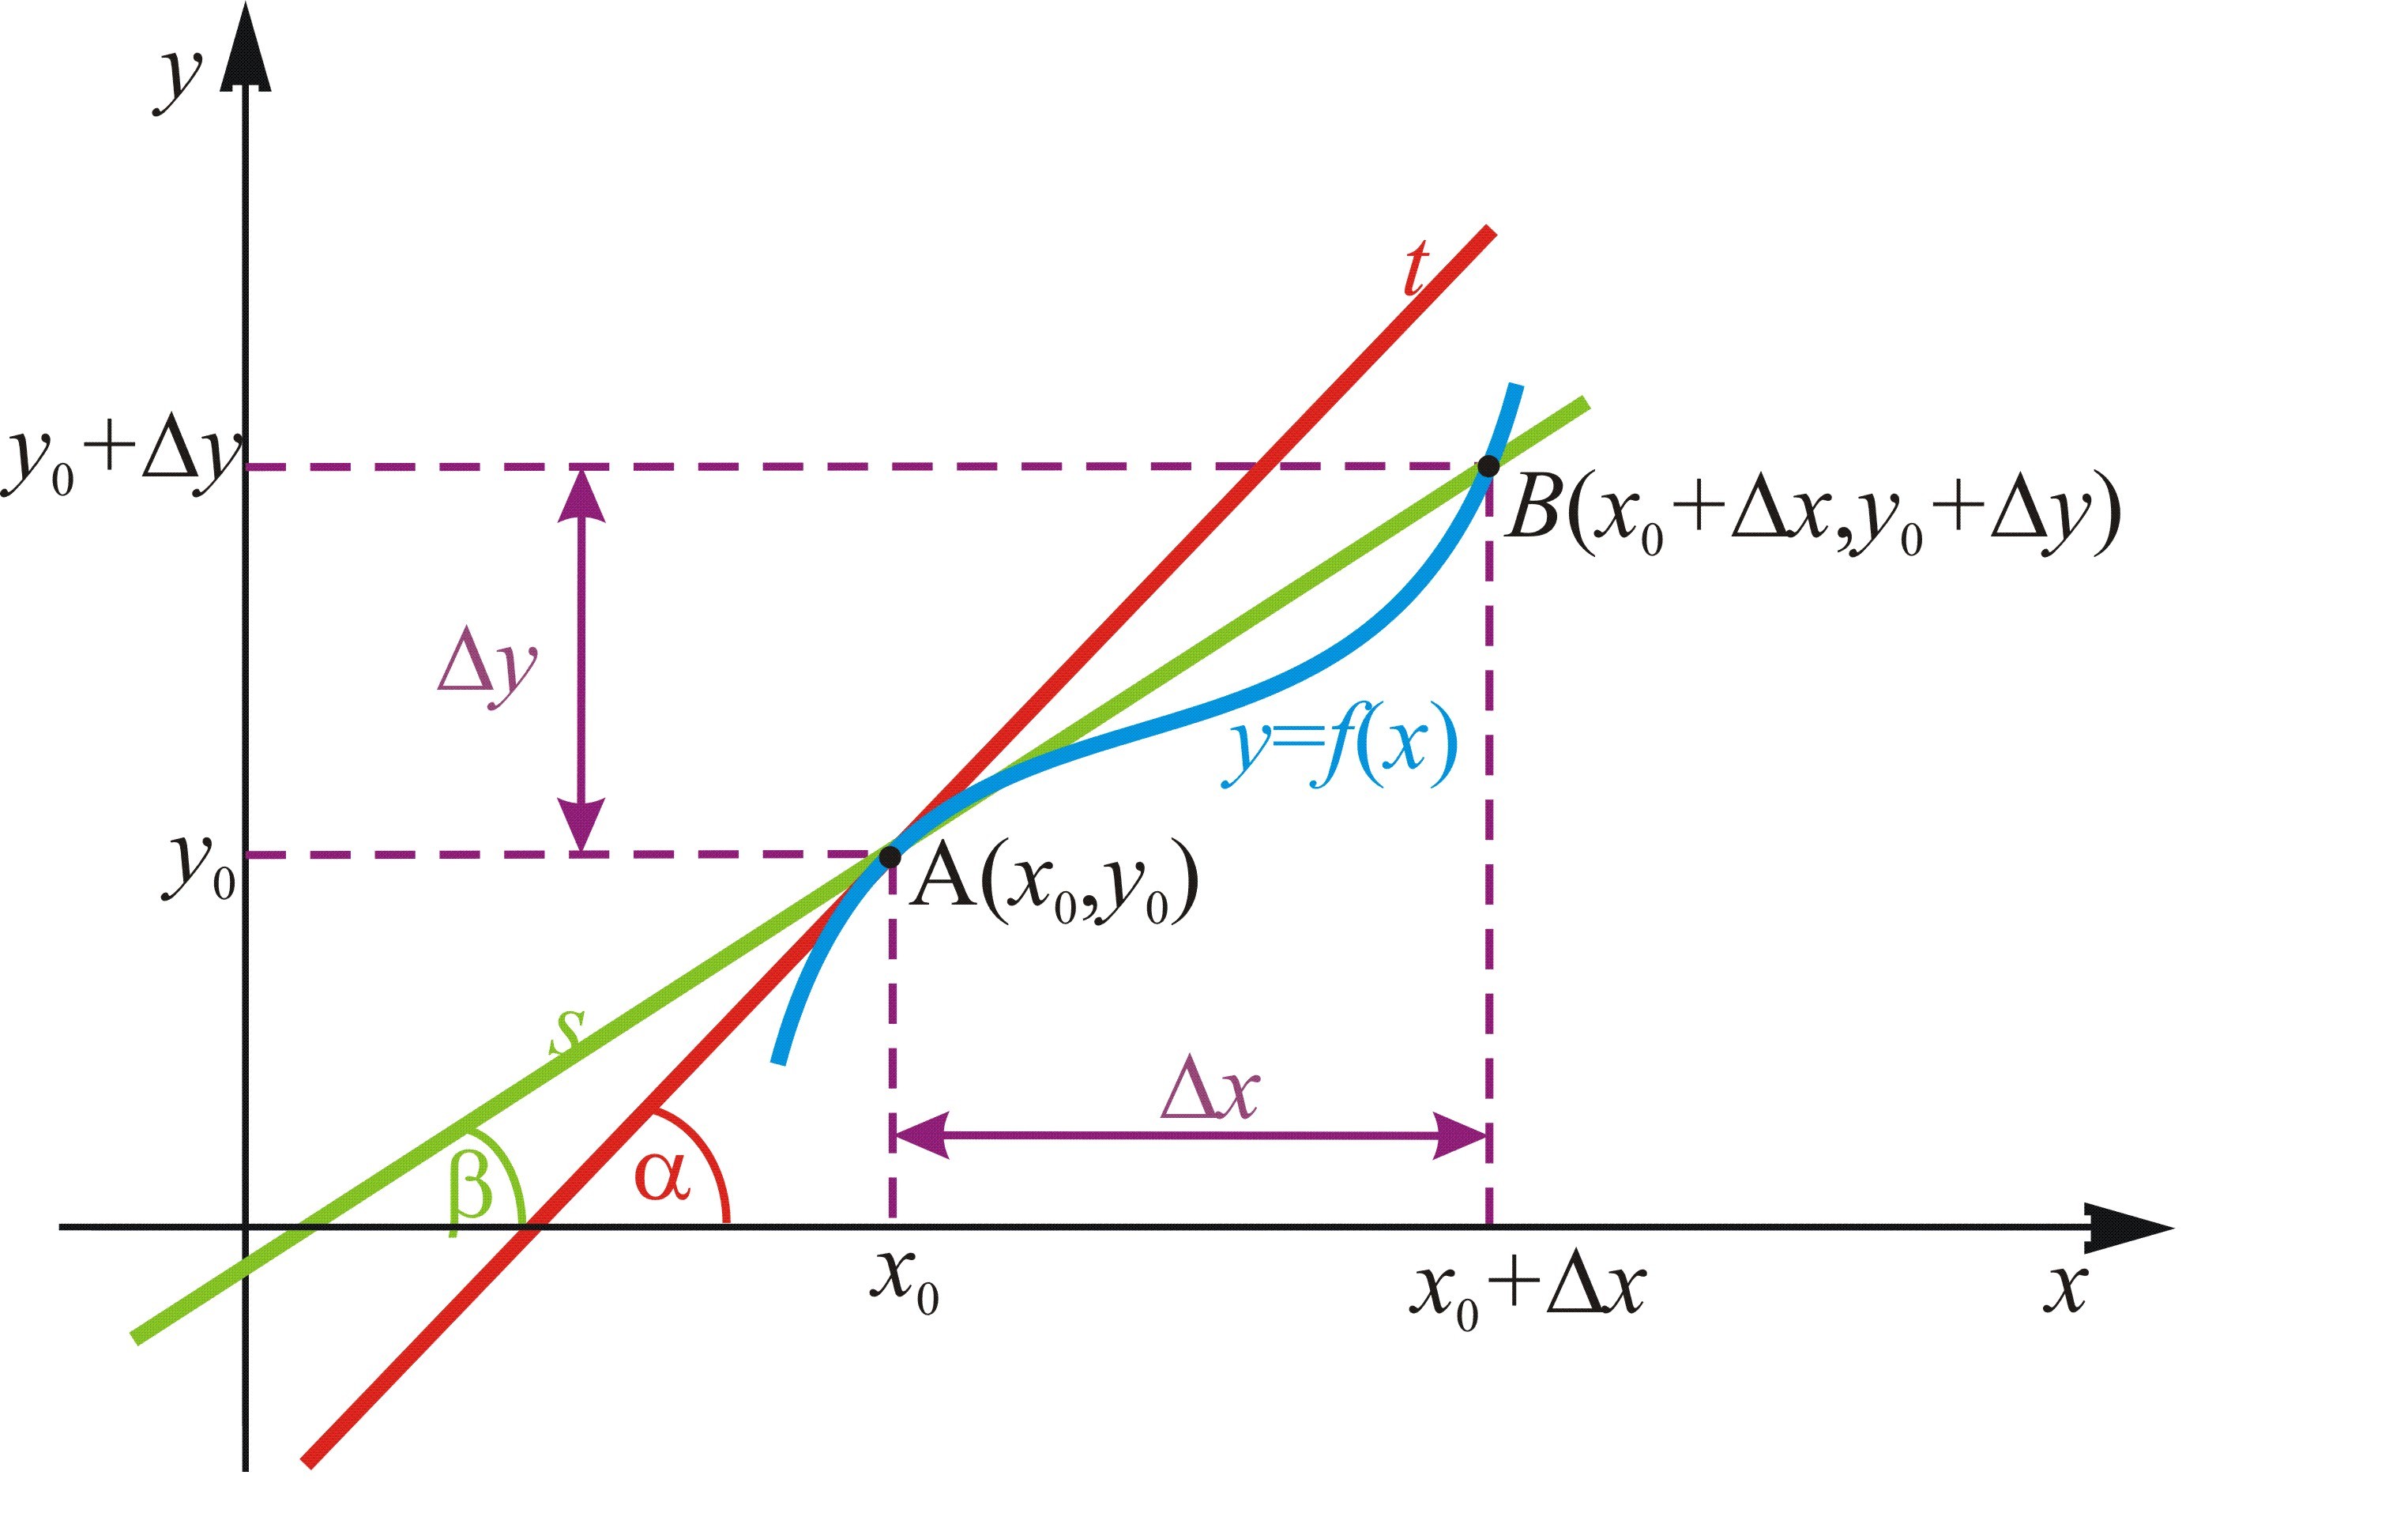 y
t
y₀+Δy
B(x₀+Δx,y₀+Δy)
Δy
y=f(x)
y₀
A(x₀,y₀)
s
Δx
β
α
x₀
x₀+Δx
x